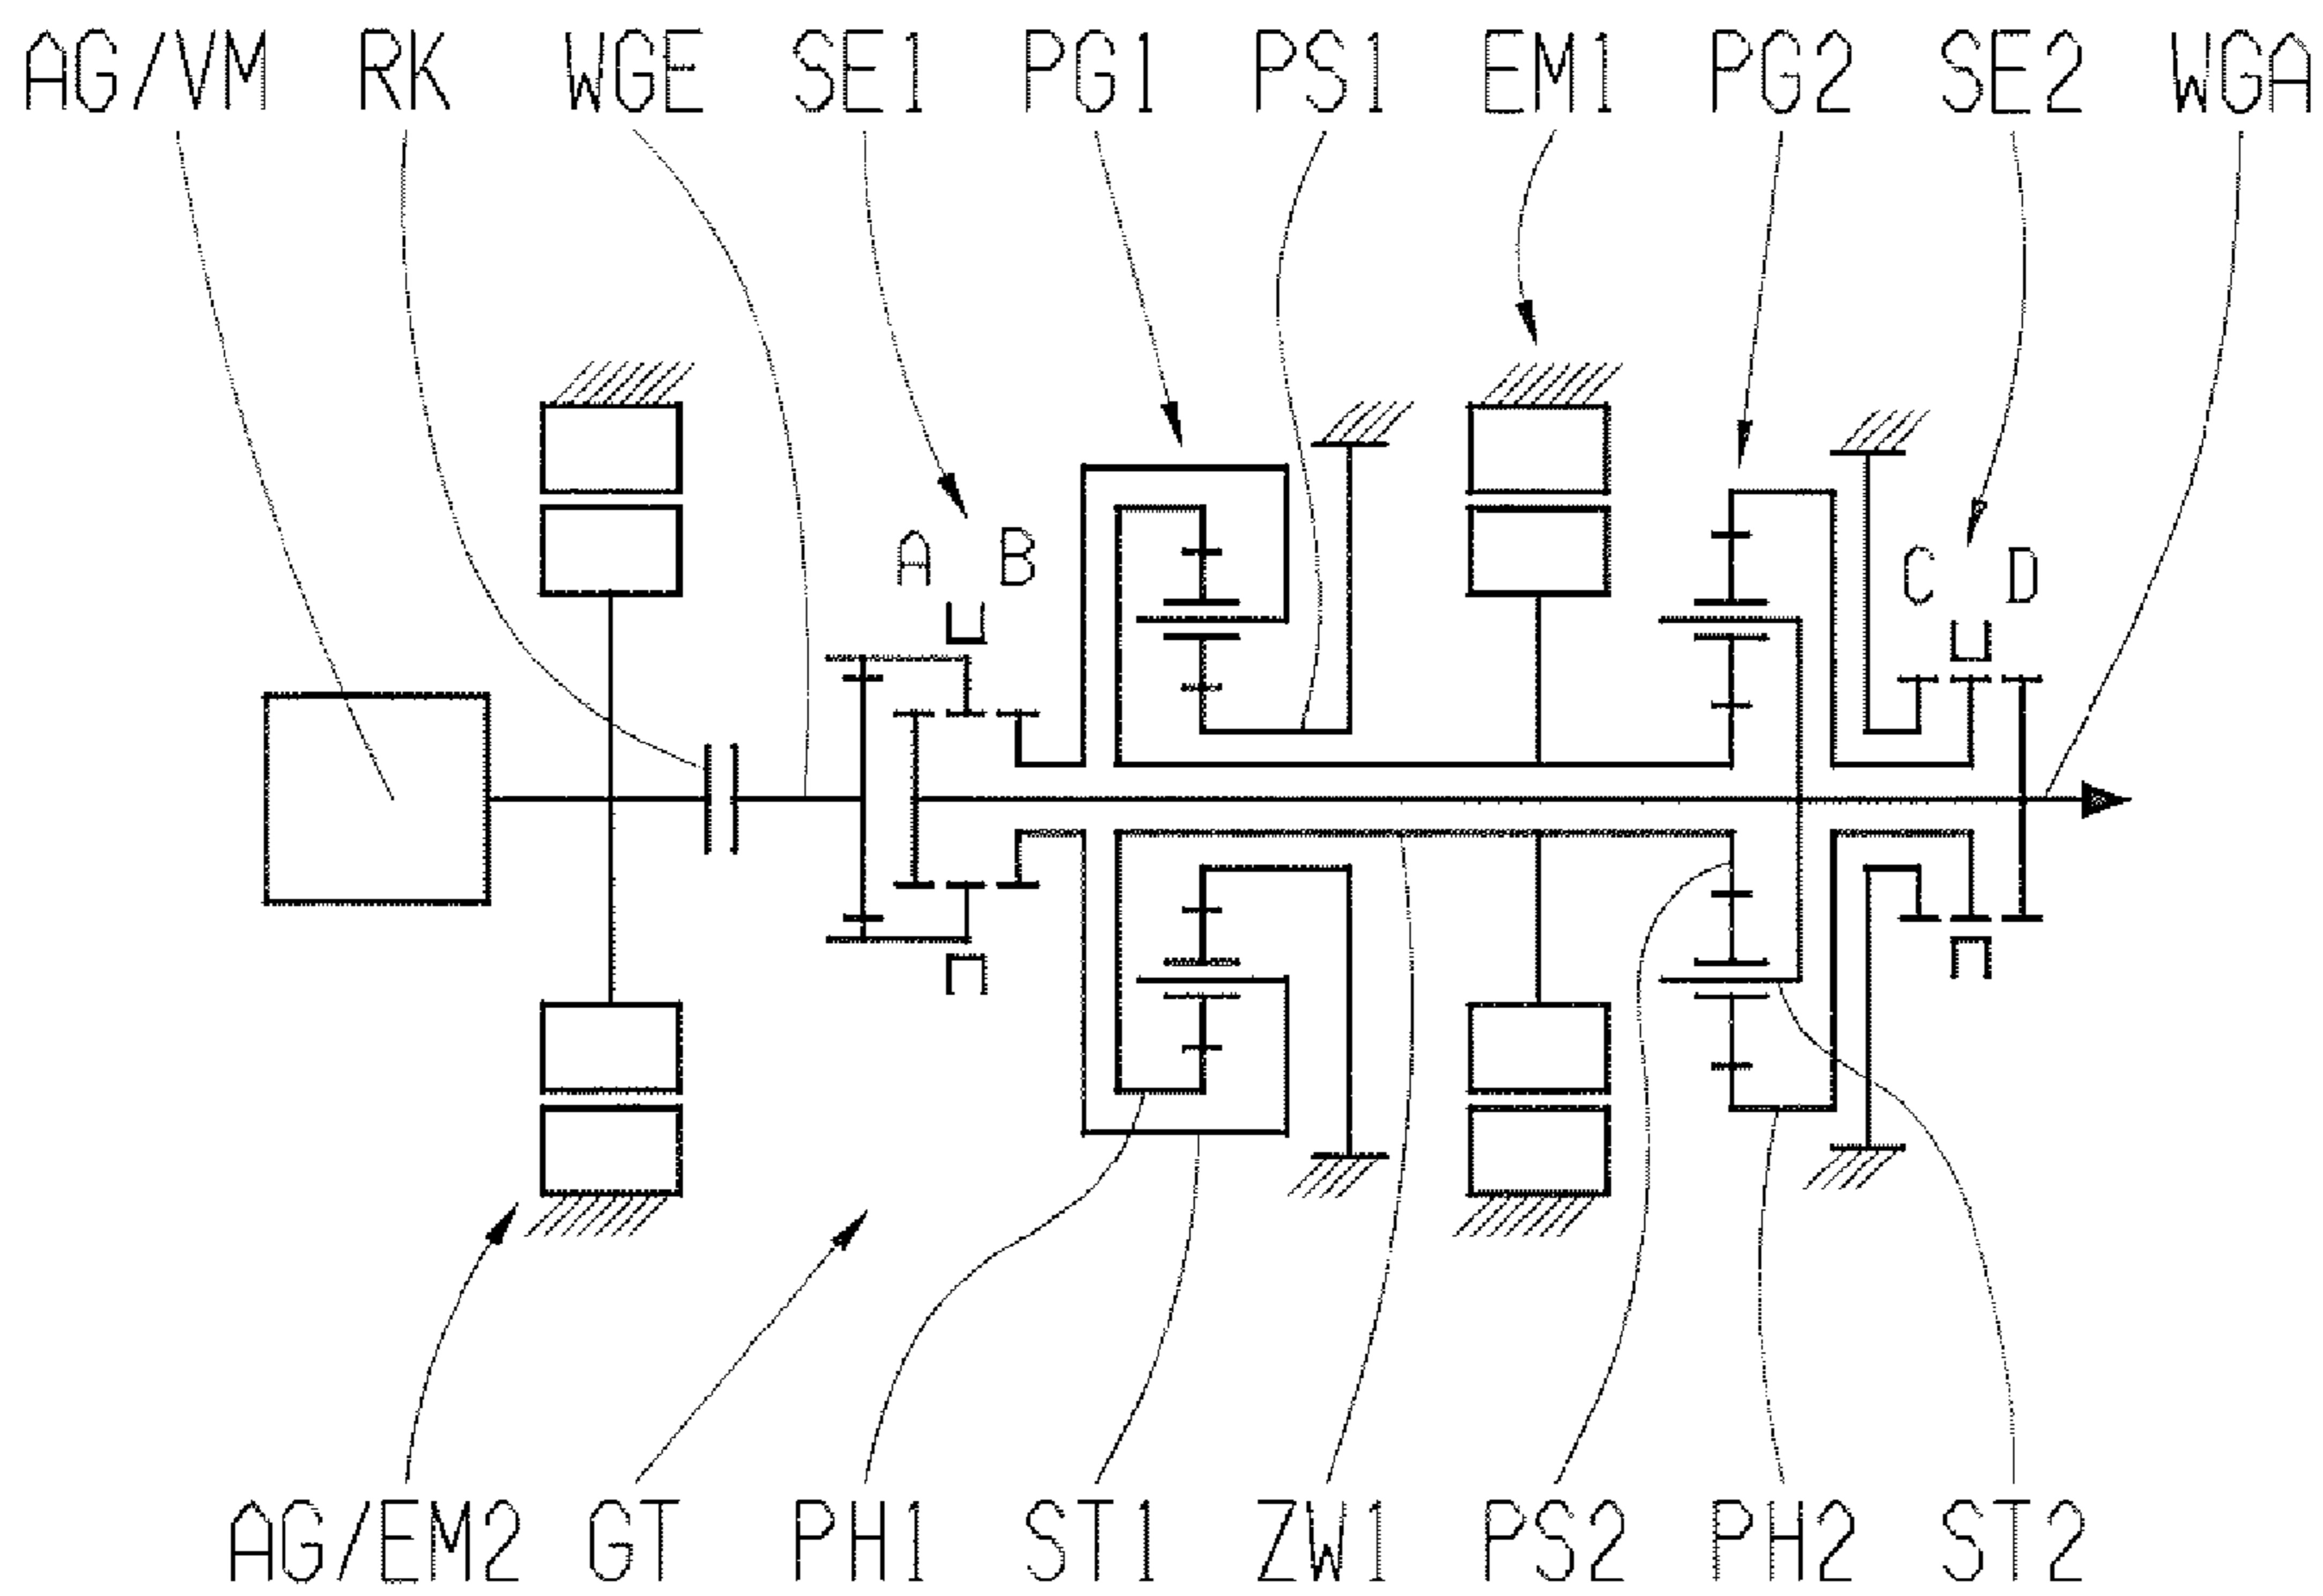 AG/VM RK WGE SE1 PG1 PS1 EM1 PG2 SE2 WGA
A B
C D
AG/EM2 GT PH1 ST1 ZW1 PS2 PH2 ST2